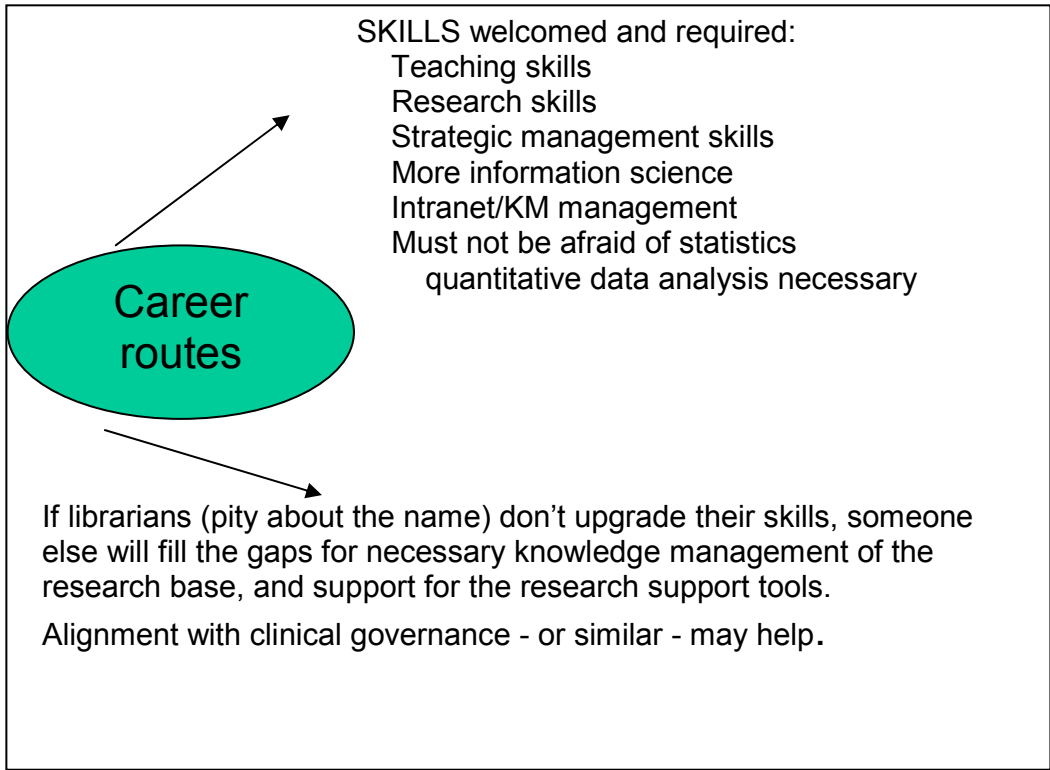 SKILLS welcomed and required:
Teaching skills
Research skills
Strategic management skills
More information science
Intranet/KM management
Must not be afraid of statistics
quantitative data analysis necessary
Career
routes
If librarians (pity about the name) don’t upgrade their skills, someone
else will fill the gaps for necessary knowledge management of the
research base, and support for the research support tools.
Alignment with clinical governance - or similar - may help.